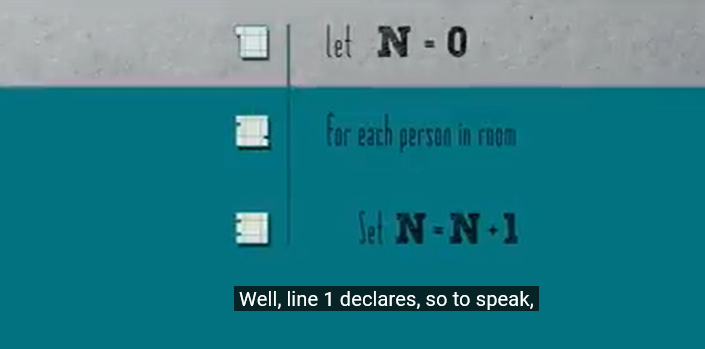 let N = 0
For each person in room
Set N = N + 1
Well, line 1 declares, so to speak,